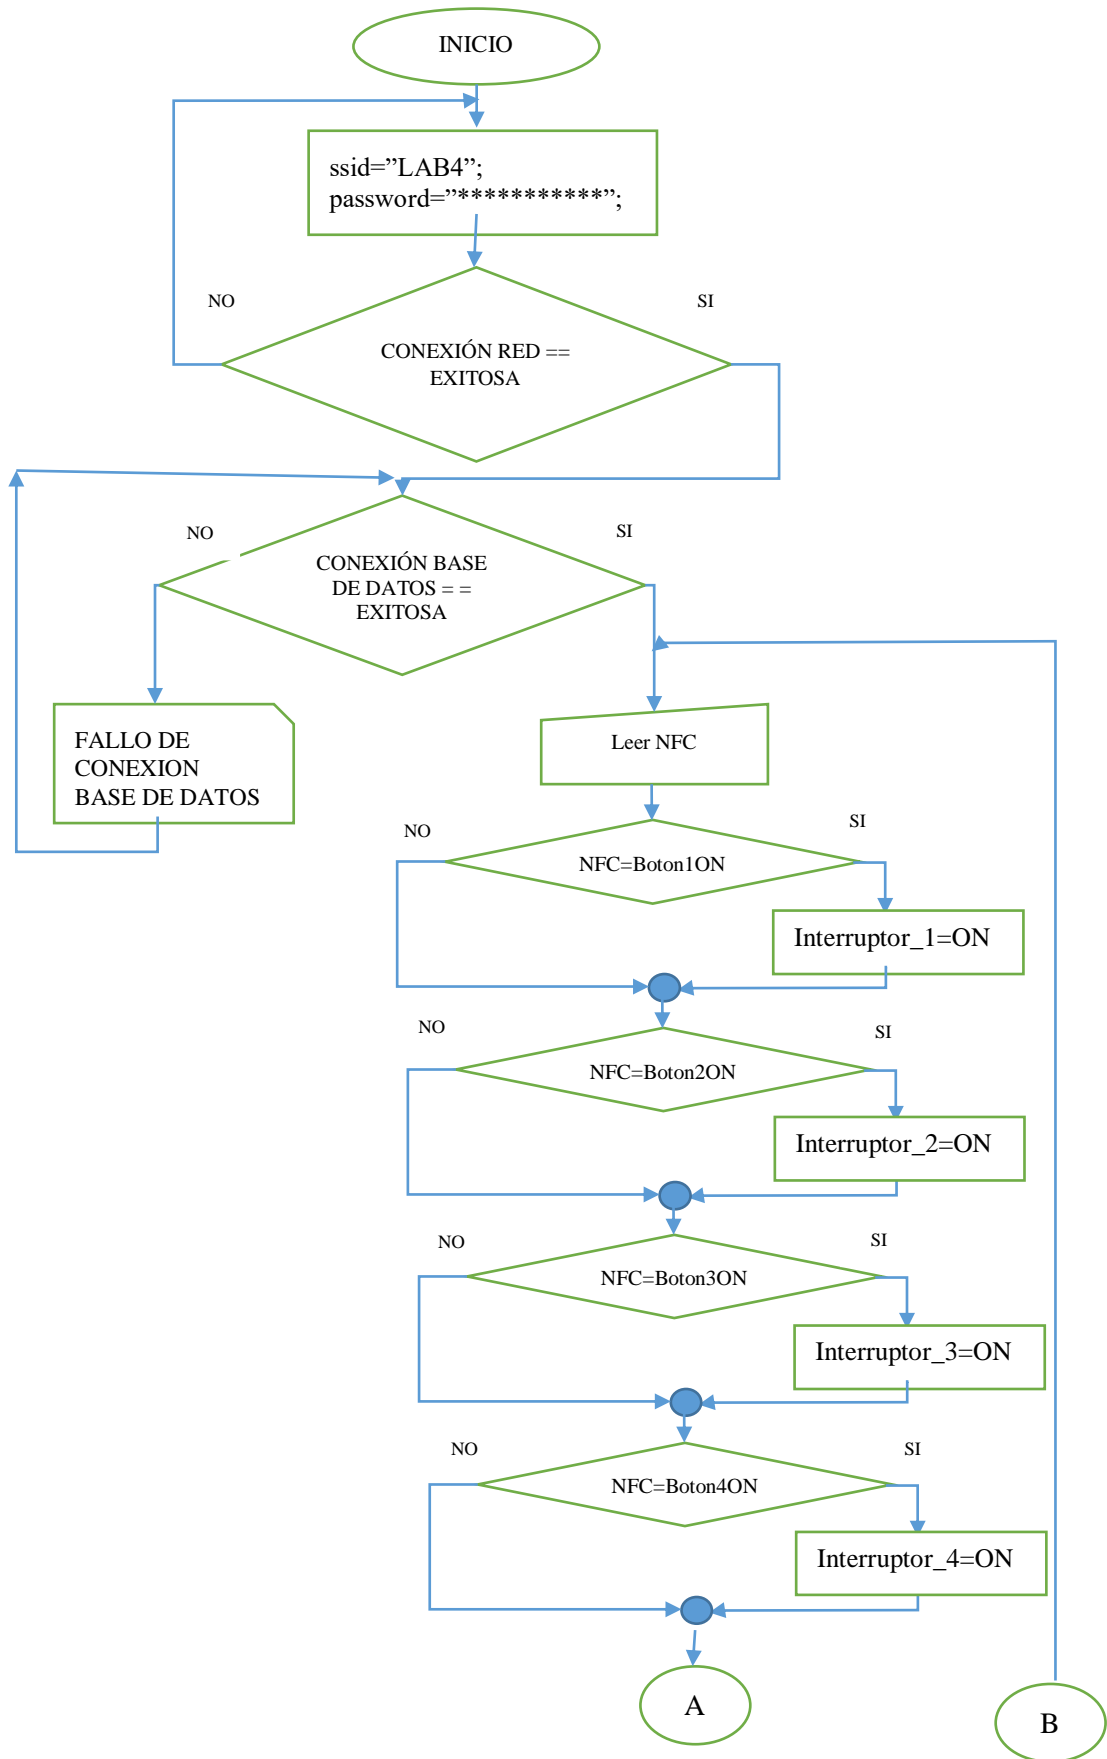 INICIO
ssid=”LAB4”;
password=”***********”;
NO
SI
CONEXIÓN RED ==
EXITOSA
NO
SI
CONEXIÓN BASE
DE DATOS = =
EXITOSA
FALLO DE
CONEXION
BASE DE DATOS
Leer NFC
NO
SI
NFC=Boton1ON
Interruptor_1=ON
NO
SI
NFC=Boton2ON
Interruptor_2=ON
NO
SI
NFC=Boton3ON
Interruptor_3=ON
NO
SI
NFC=Boton4ON
Interruptor_4=ON
A
B